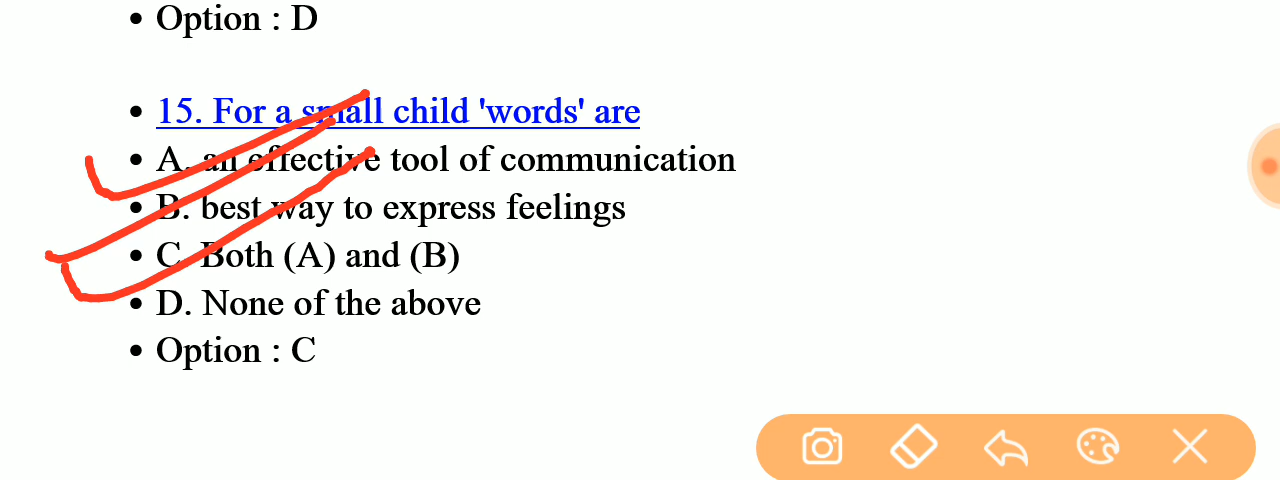 • Option : D
• 15. For a small child 'words' are
• A. an effective tool of communication
• B. best way to express feelings
• C. Both (A) and (B)
• D. None of the above
• Option : C